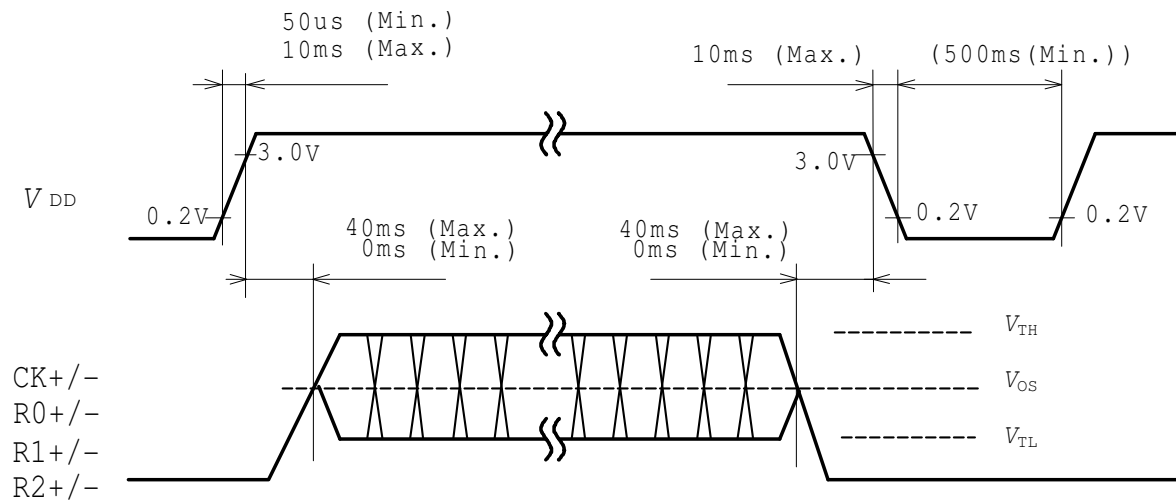 50us (Min.)
10ms (Max.)
10ms (Max.)
(500ms(Min.))
3.0V
3.0V
V DD
0.2V
0.2V
0.2V
40ms (Max.)
0ms (Min.)
40ms (Max.)
0ms (Min.)
VTH
CK+/-
VOS
R0+/-
R1+/-
VTL
R2+/-